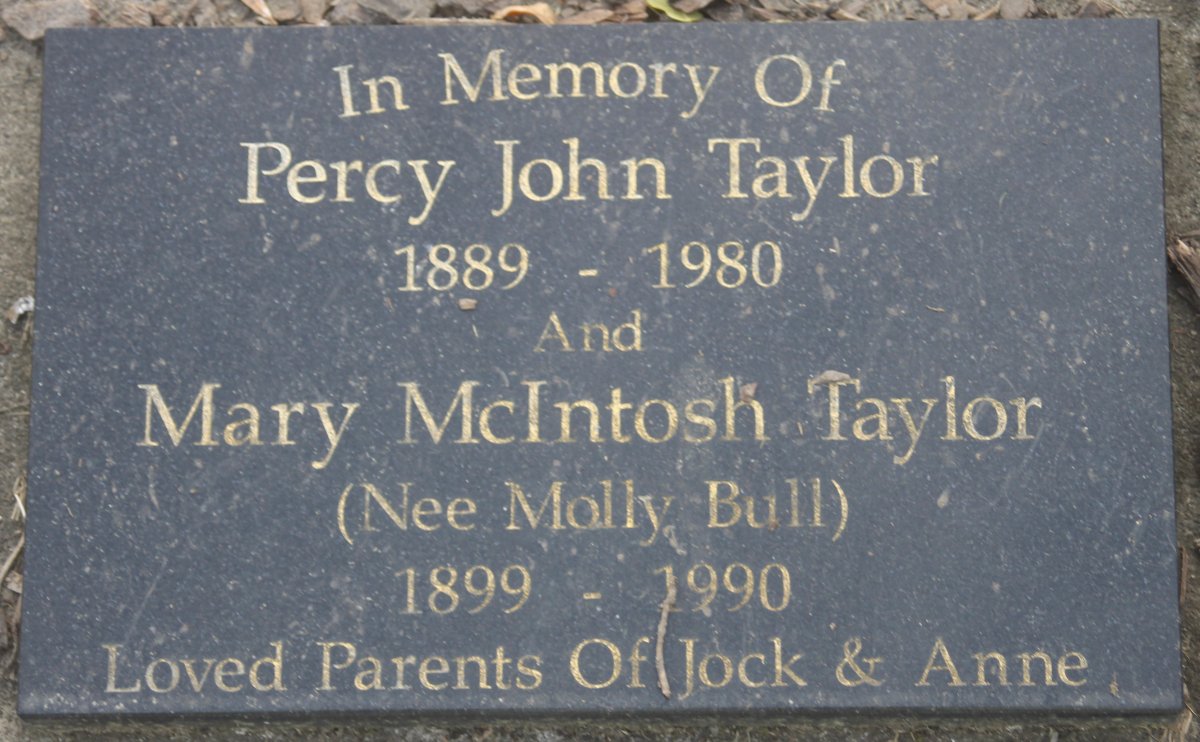 In Memory Of
Percy John Taylor
1889 - 1980
And
Mary McIntosh Taylor
(Nee Molly Bull)
1899 - 1990
Loved Parents Of Jock & Anne